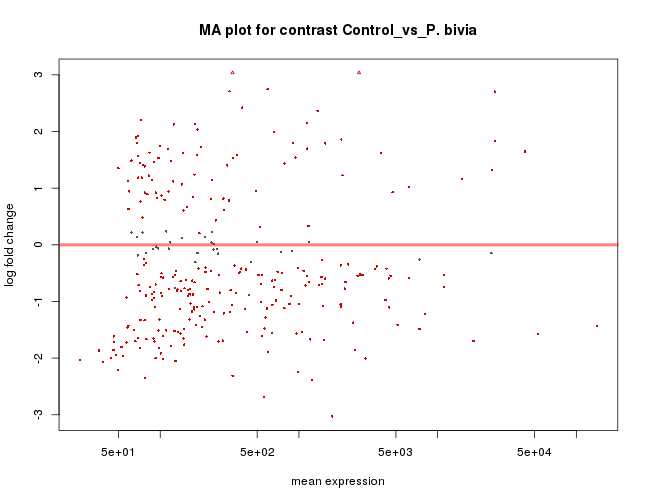 MA plot for contrast Control_vs_P. bivia
log fold change
3
2
1
0
-1
-2
-3
5e+01 5e+02 5e+03 5e+04
mean expression